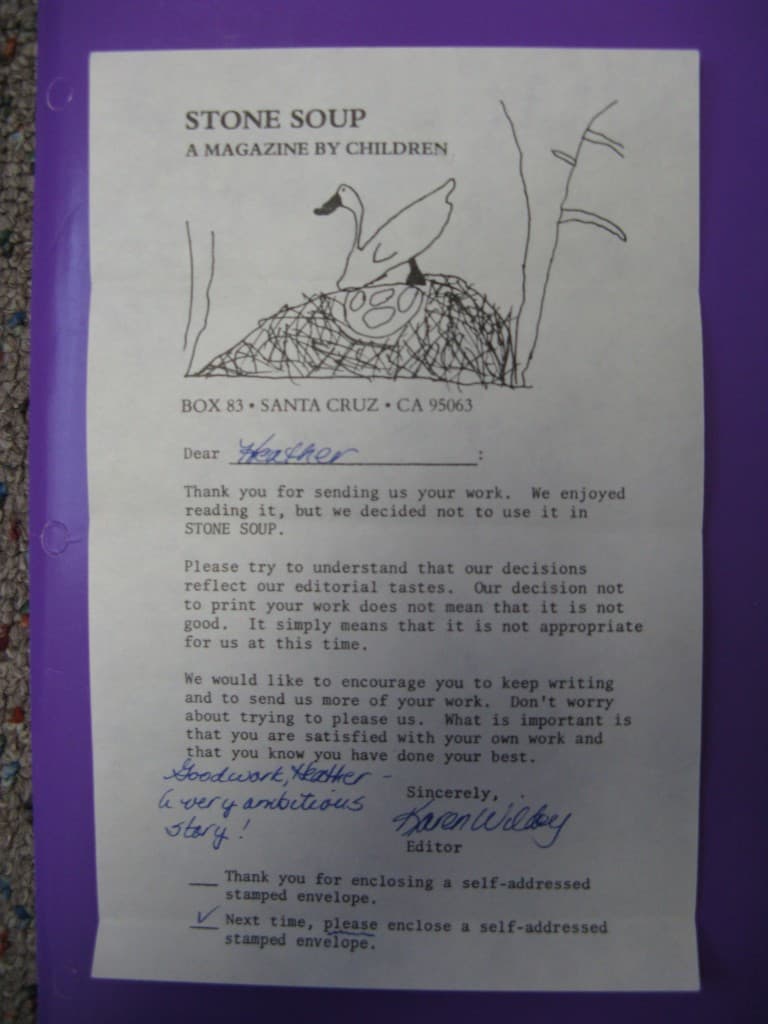 STONE SOUP
A MAGAZINE BY CHILDREN
BOX 83 • SANTA CRUZ • CA 95063
Dear Heather:
Thank you for sending us your work. We enjoyed
reading it, but we decided not to use it in
STONE SOUP.
Please try to understand that our decisions
reflect our editorial tastes. Our decision not
to print your work does not mean that it is not
good. It simply means that it is not appropriate
for us at this time.
We would like to encourage you to keep writing
and to send us more of your work. Don't worry
about trying to please us. What is important is
that you are satisfied with your own work and
that you know you have done your best.
Good work, Heather -
a very ambitious
story!
Sincerely,
Karen Wiley
Editor
Thank you for enclosing a self-addressed
stamped envelope.
✓ Next time, please enclose a self-addressed
stamped envelope.